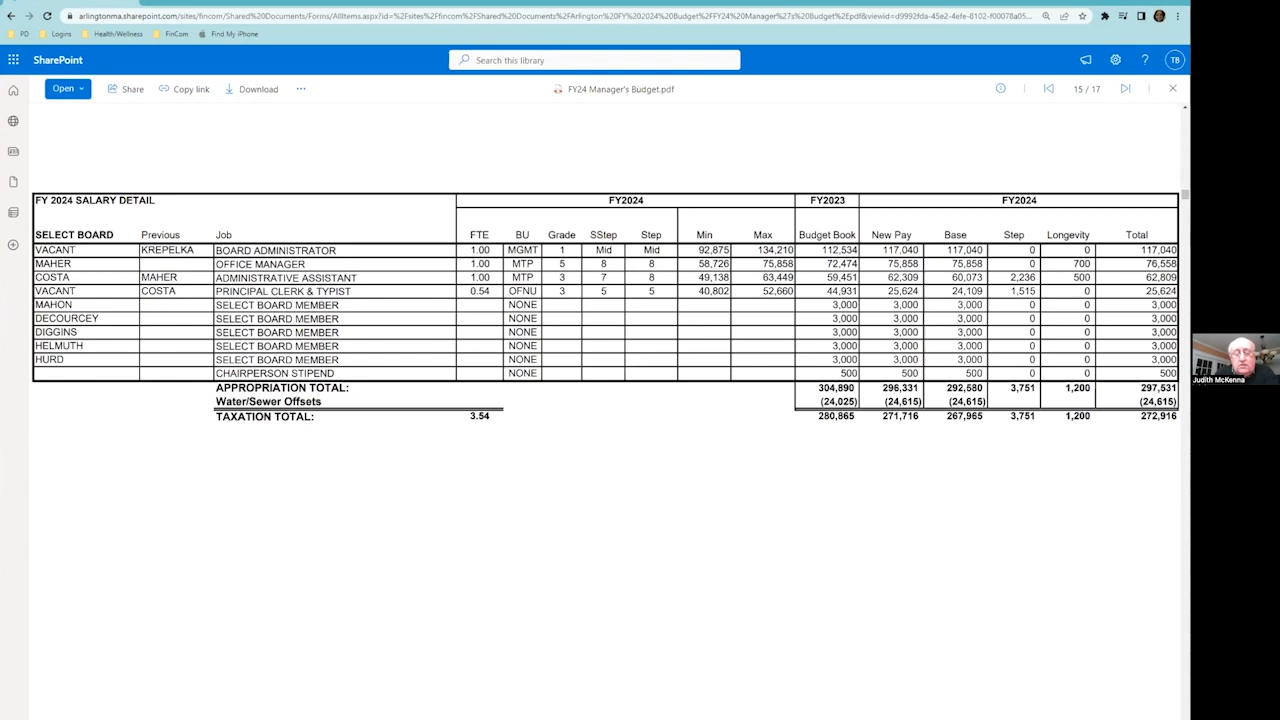 arlingtonma.sharepoint.com/sites/fincom/Shared%20Documents/Forms/AllItems.aspx?id=%2Fsites%2Ffincom%2FShared%20Documents%2FArlington%20FY%202024%20Budget%2FFY24%20Manager%27s%20Budget%2Epdf&viewid=d9992fda-45e2-4efe-8102-f00078a05...
PD Logins Health/Wellness FinCom Find My iPhone
SharePoint Search this library ? TB
Open Share Copy link Download ... FY24 Manager's Budget.pdf 15 / 17
FY 2024 SALARY DETAIL FY2024 FY2023 FY2024
SELECT BOARD Previous Job FTE BU Grade SStep Step Min Max Budget Book New Pay Base Step Longevity Total
VACANT KREPELKA BOARD ADMINISTRATOR 1.00 MGMT 1 Mid Mid 92,875 134,210 112,534 117,040 117,040 0 0 117,040
MAHER OFFICE MANAGER 1.00 MTP 5 8 8 58,726 75,858 72,474 75,858 75,858 0 700 76,558
COSTA MAHER ADMINISTRATIVE ASSISTANT 1.00 MTP 3 7 8 49,138 63,449 59,451 62,309 60,073 2,236 500 62,809
VACANT COSTA PRINCIPAL CLERK & TYPIST 0.54 OFNU 3 5 5 40,802 52,660 44,931 25,624 24,109 1,515 0 25,624
MAHON SELECT BOARD MEMBER NONE 3,000 3,000 3,000 0 0 3,000
DECOURCEY SELECT BOARD MEMBER NONE 3,000 3,000 3,000 0 0 3,000
DIGGINS SELECT BOARD MEMBER NONE 3,000 3,000 3,000 0 0 3,000
HELMUTH SELECT BOARD MEMBER NONE 3,000 3,000 3,000 0 0 3,000
HURD SELECT BOARD MEMBER NONE 3,000 3,000 3,000 0 0 3,000
CHAIRPERSON STIPEND NONE 500 500 500 0 0 500
APPROPRIATION TOTAL: 304,890 296,331 292,580 3,751 1,200 297,531
Water/Sewer Offsets (24,025) (24,615) (24,615) (24,615)
TAXATION TOTAL: 3.54 280,865 271,716 267,965 3,751 1,200 272,916
Judith McKenna